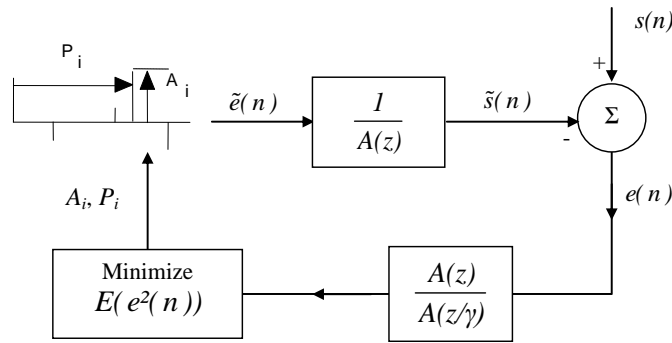 s(n)
P i
A i
+
ẽ(n)
1
A(z)
s̃(n)
-
Σ
e(n)
A_i, P_i
Minimize
E(e²(n))
A(z)
A(z/γ)